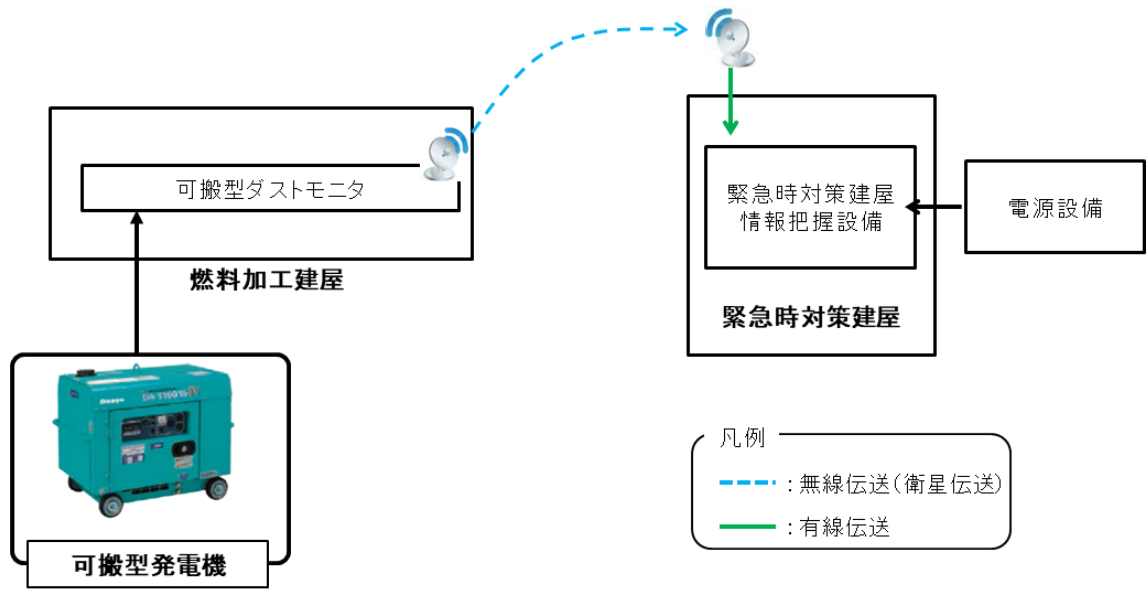 可搬型ダストモニタ
燃料加工建屋
緊急時対策建屋
情報把握設備
電源設備
緊急時対策建屋
Denyo
可搬型発電機
凡例
:無線伝送(衛星伝送)
:有線伝送